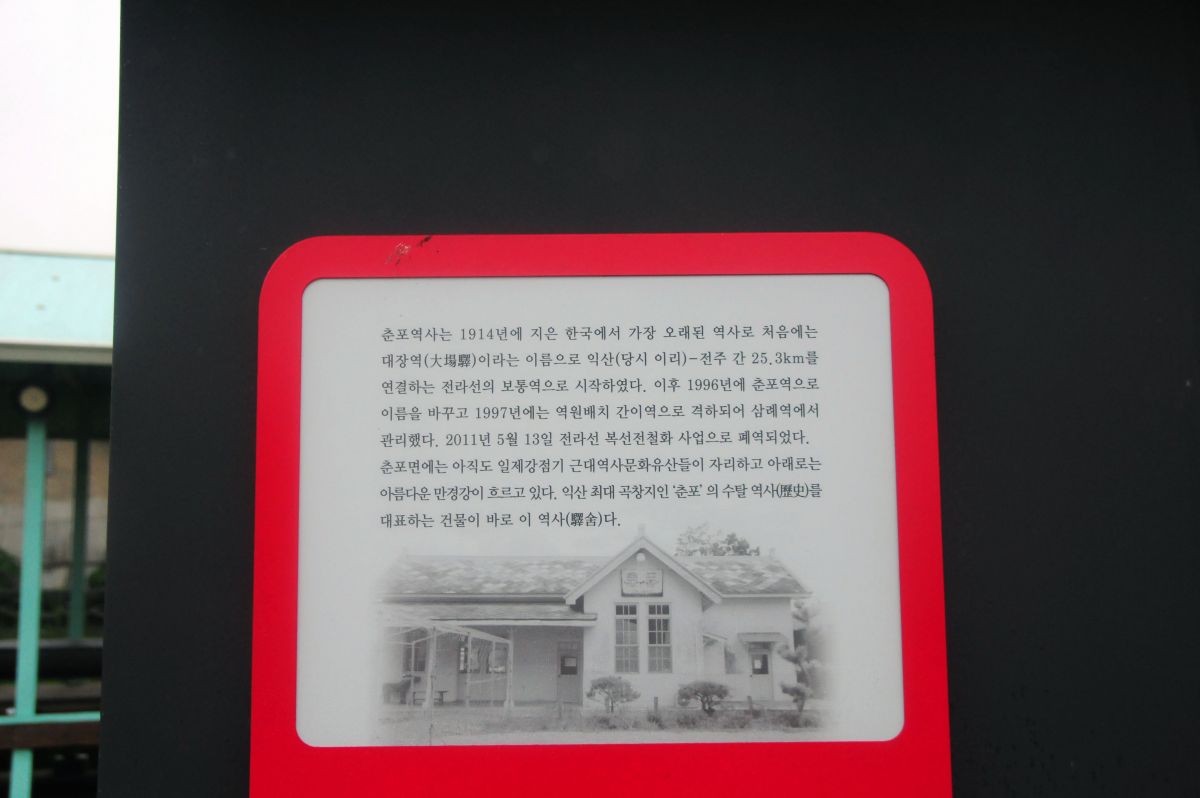 춘포역사는 1914년에 지은 한국에서 가장 오래된 역사로 처음에는
대장역(大場驛)이라는 이름으로 익산(당시 이리)-전주 간 25.3km를
연결하는 전라선의 보통역으로 시작하였다. 이후 1996년에 춘포역으로
이름을 바꾸고 1997년에는 역원배치 간이역으로 격하되어 삼례역에서
관리했다. 2011년 5월 13일 전라선 복선전철화 사업으로 폐역되었다.
춘포면에는 아직도 일제강점기 근대역사문화유산들이 자리하고 아래로는
아름다운 만경강이 흐르고 있다. 익산 최대 곡창지인 '춘포' 의 수탈 역사(歷史)를
대표하는 건물이 바로 이 역사(驛舍)다.
춘포